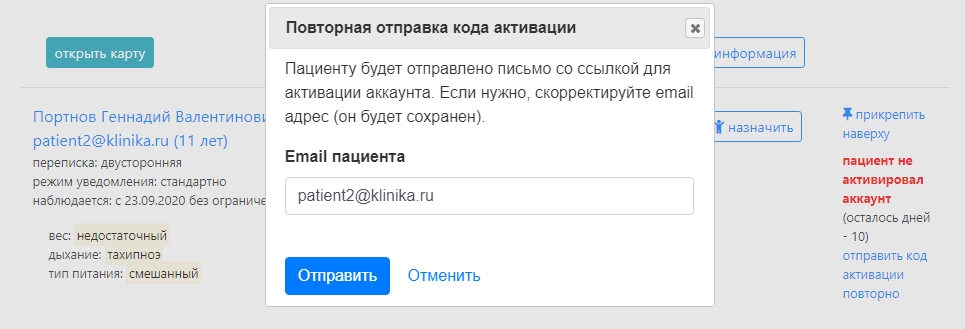 Повторная отправка кода активации
открыть карту
информация
Пациенту будет отправлено письмо со ссылкой для
активации аккаунта. Если нужно, скорректируйте email
адрес (он будет сохранен).
Портнов Геннадий Валентинови
patient2@klinika.ru (11 лет)
переписка: двусторонняя
режим уведомления: стандартно
наблюдается: с 23.09.2020 без ограниче
вес: недостаточный
дыхание: тахипноэ
тип питания: смешанный
Email пациента
patient2@klinika.ru
Отправить Отменить
назначить
прикрепить
наверху
пациент не
активировал
аккаунт
(осталось дней
- 10)
отправить код
активации
повторно